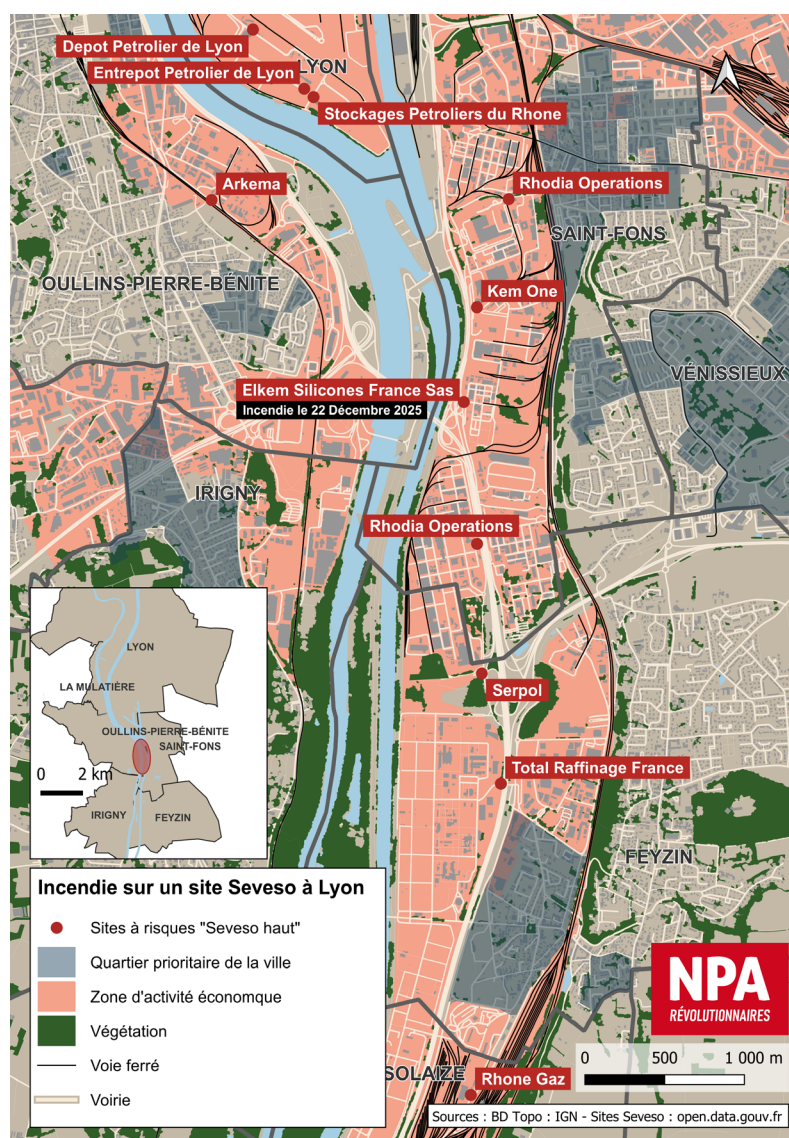 Depot Petrolier de Lyon
LYON
Entrepot Petrolier de Lyon
Stockages Petroliers du Rhone
Arkema
Rhodia Operations
SAINT-FONS
OULLINS-PIERRE-BÉNITE
Kem One
VÉNISSIEUX
Elkem Silicones France Sas
Incendie le 22 Décembre 2025
IRIGNY
Rhodia Operations
Serpol
Total Raffinage France
FEYZIN
LYON
LA MULATIÈRE
OULLINS-PIERRE-BÉNITE
SAINT-FONS
0 2 km
IRIGNY
FEYZIN
Incendie sur un site Seveso à Lyon
Sites à risques "Seveso haut"
Quartier prioritaire de la ville
Zone d'activité économque
Végétation
Voie ferré
Voirie
NPA
RÉVOLUTIONNAIRES
0 500 1 000 m
SOLAIZE
Rhone Gaz
Sources : BD Topo : IGN - Sites Seveso : open.data.gouv.fr